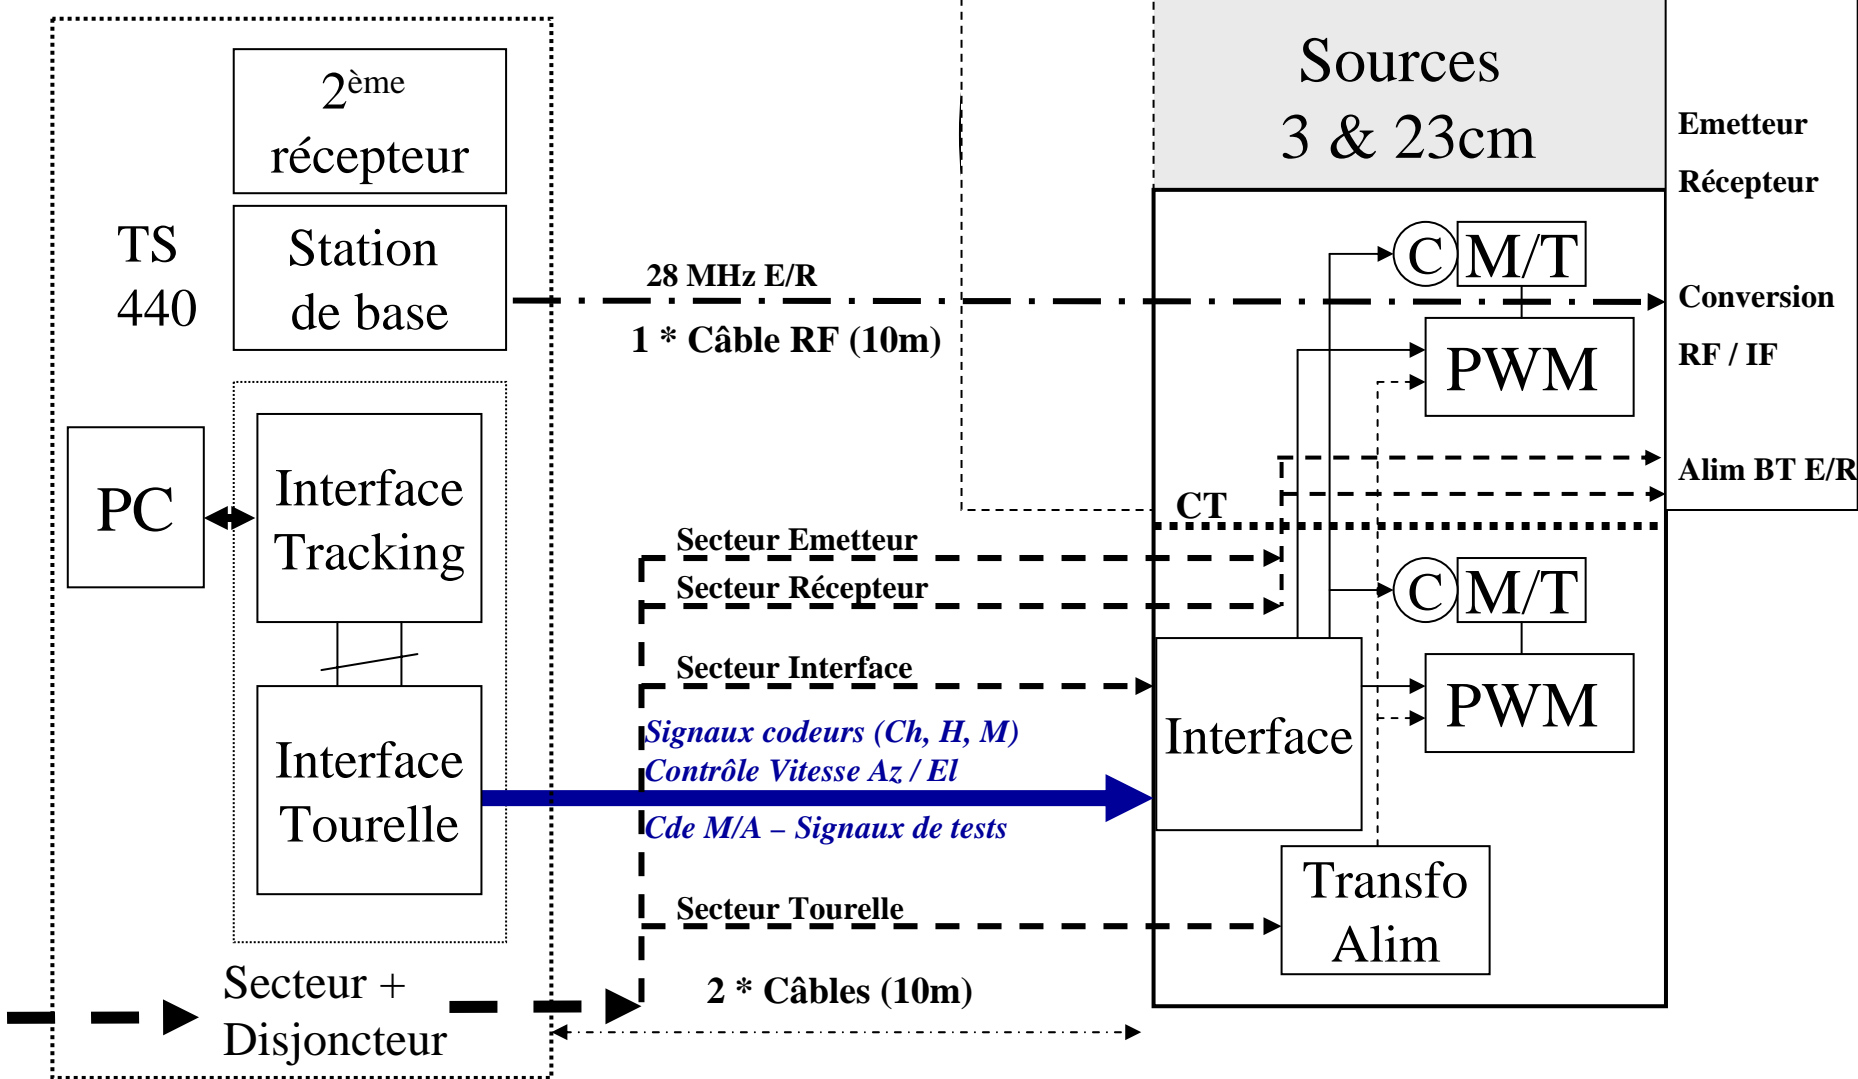 2ème
récepteur
TS
440
Station
de base
PC
Interface
Tracking
Interface
Tourelle
Secteur +
Disjoncteur
28 MHz E/R
1 * Câble RF (10m)
Secteur Emetteur
Secteur Récepteur
Secteur Interface
Signaux codeurs (Ch, H, M)
Contrôle Vitesse Az / El
Cde M/A – Signaux de tests
Secteur Tourelle
2 * Câbles (10m)
Sources
3 & 23cm
C M/T
PWM
CT
C M/T
PWM
Interface
Transfo
Alim
Emetteur
Récepteur
Conversion
RF / IF
Alim BT E/R